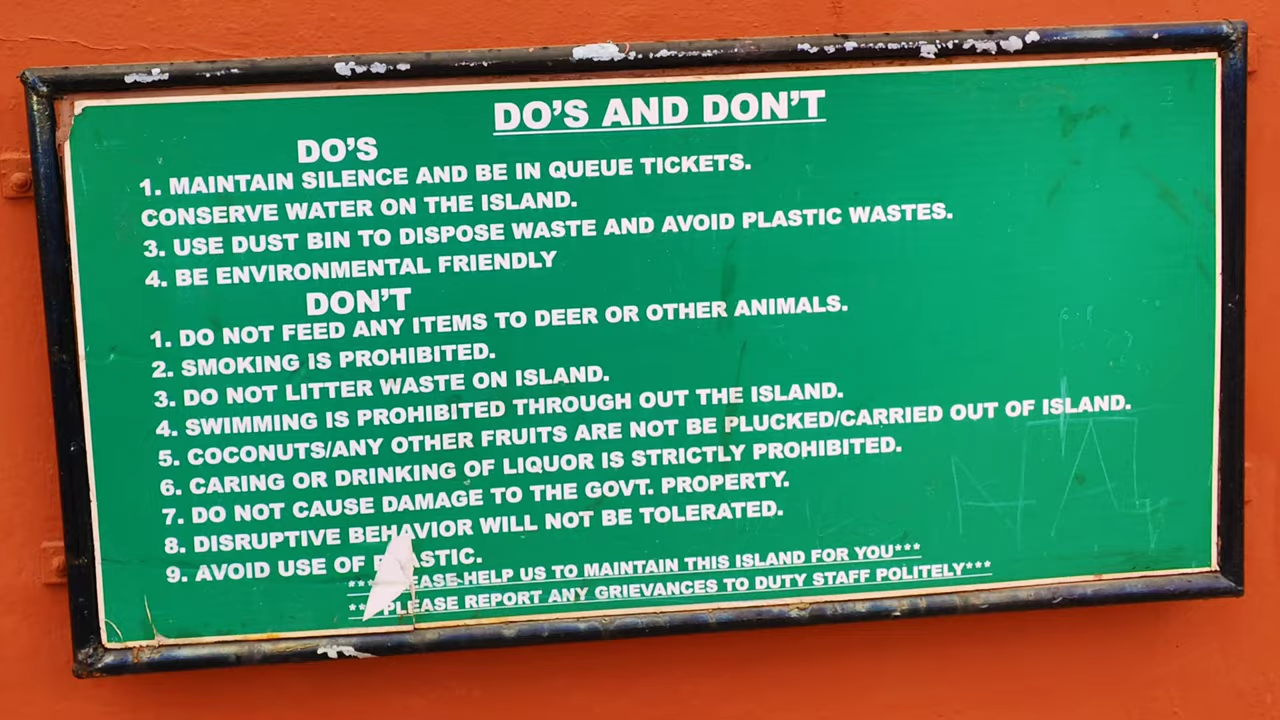 DO'S AND DON'T
DO'S
1. MAINTAIN SILENCE AND BE IN QUEUE TICKETS.
CONSERVE WATER ON THE ISLAND.
3. USE DUST BIN TO DISPOSE WASTE AND AVOID PLASTIC WASTES.
4. BE ENVIRONMENTAL FRIENDLY
DON'T
1. DO NOT FEED ANY ITEMS TO DEER OR OTHER ANIMALS.
2. SMOKING IS PROHIBITED.
3. DO NOT LITTER WASTE ON ISLAND.
4. SWIMMING IS PROHIBITED THROUGH OUT THE ISLAND.
5. COCONUTS/ANY OTHER FRUITS ARE NOT BE PLUCKED/CARRIED OUT OF ISLAND.
6. CARING OR DRINKING OF LIQUOR IS STRICTLY PROHIBITED.
7. DO NOT CAUSE DAMAGE TO THE GOVT. PROPERTY.
8. DISRUPTIVE BEHAVIOR WILL NOT BE TOLERATED.
9. AVOID USE OF PLASTIC.
***PLEASE HELP US TO MAINTAIN THIS ISLAND FOR YOU***
***PLEASE REPORT ANY GRIEVANCES TO DUTY STAFF POLITELY***